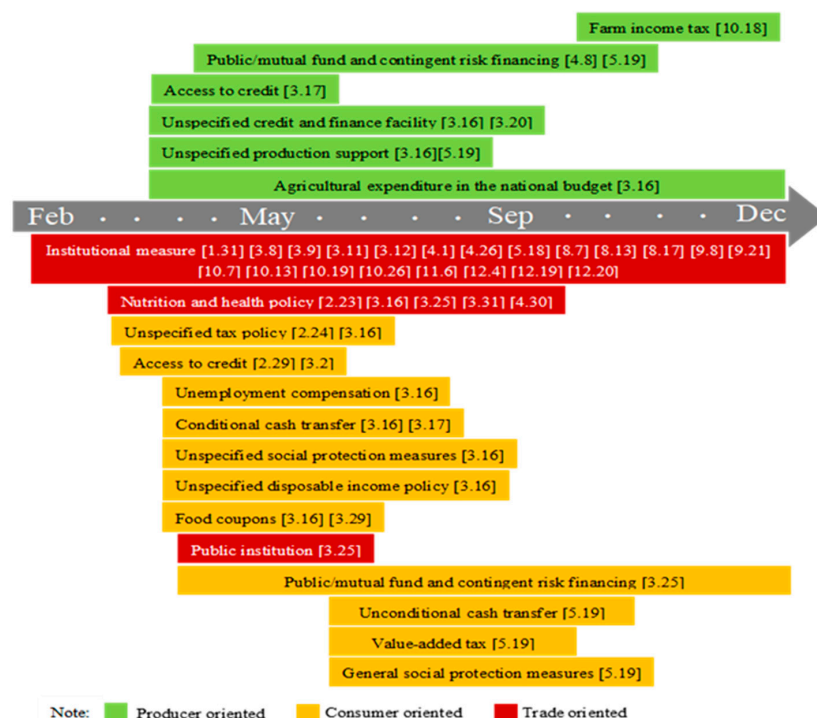 Farm income tax [10.18]
Public/mutual fund and contingent risk financing [4.8] [5.19]
Access to credit [3.17]
Unspecified credit and finance facility [3.16] [3.20]
Unspecified production support [3.16][5.19]
Agricultural expenditure in the national budget [3.16]
Feb . . . . May . . . . Sep . . . . Dec
Institutional measure [1.31] [3.8] [3.9] [3.11] [3.12] [4.1] [4.26] [5.18] [8.7] [8.13] [8.17] [9.8] [9.21]
[10.7] [10.13] [10.19] [10.26] [11.6] [12.4] [12.19] [12.20]
Nutrition and health policy [2.23] [3.16] [3.25] [3.31] [4.30]
Unspecified tax policy [2.24] [3.16]
Access to credit [2.29] [3.2]
Unemployment compensation [3.16]
Conditional cash transfer [3.16] [3.17]
Unspecified social protection measures [3.16]
Unspecified disposable income policy [3.16]
Food coupons [3.16] [3.29]
Public institution [3.25]
Public/mutual fund and contingent risk financing [3.25]
Unconditional cash transfer [5.19]
Value-added tax [5.19]
General social protection measures [5.19]
Note: Producer oriented Consumer oriented Trade oriented